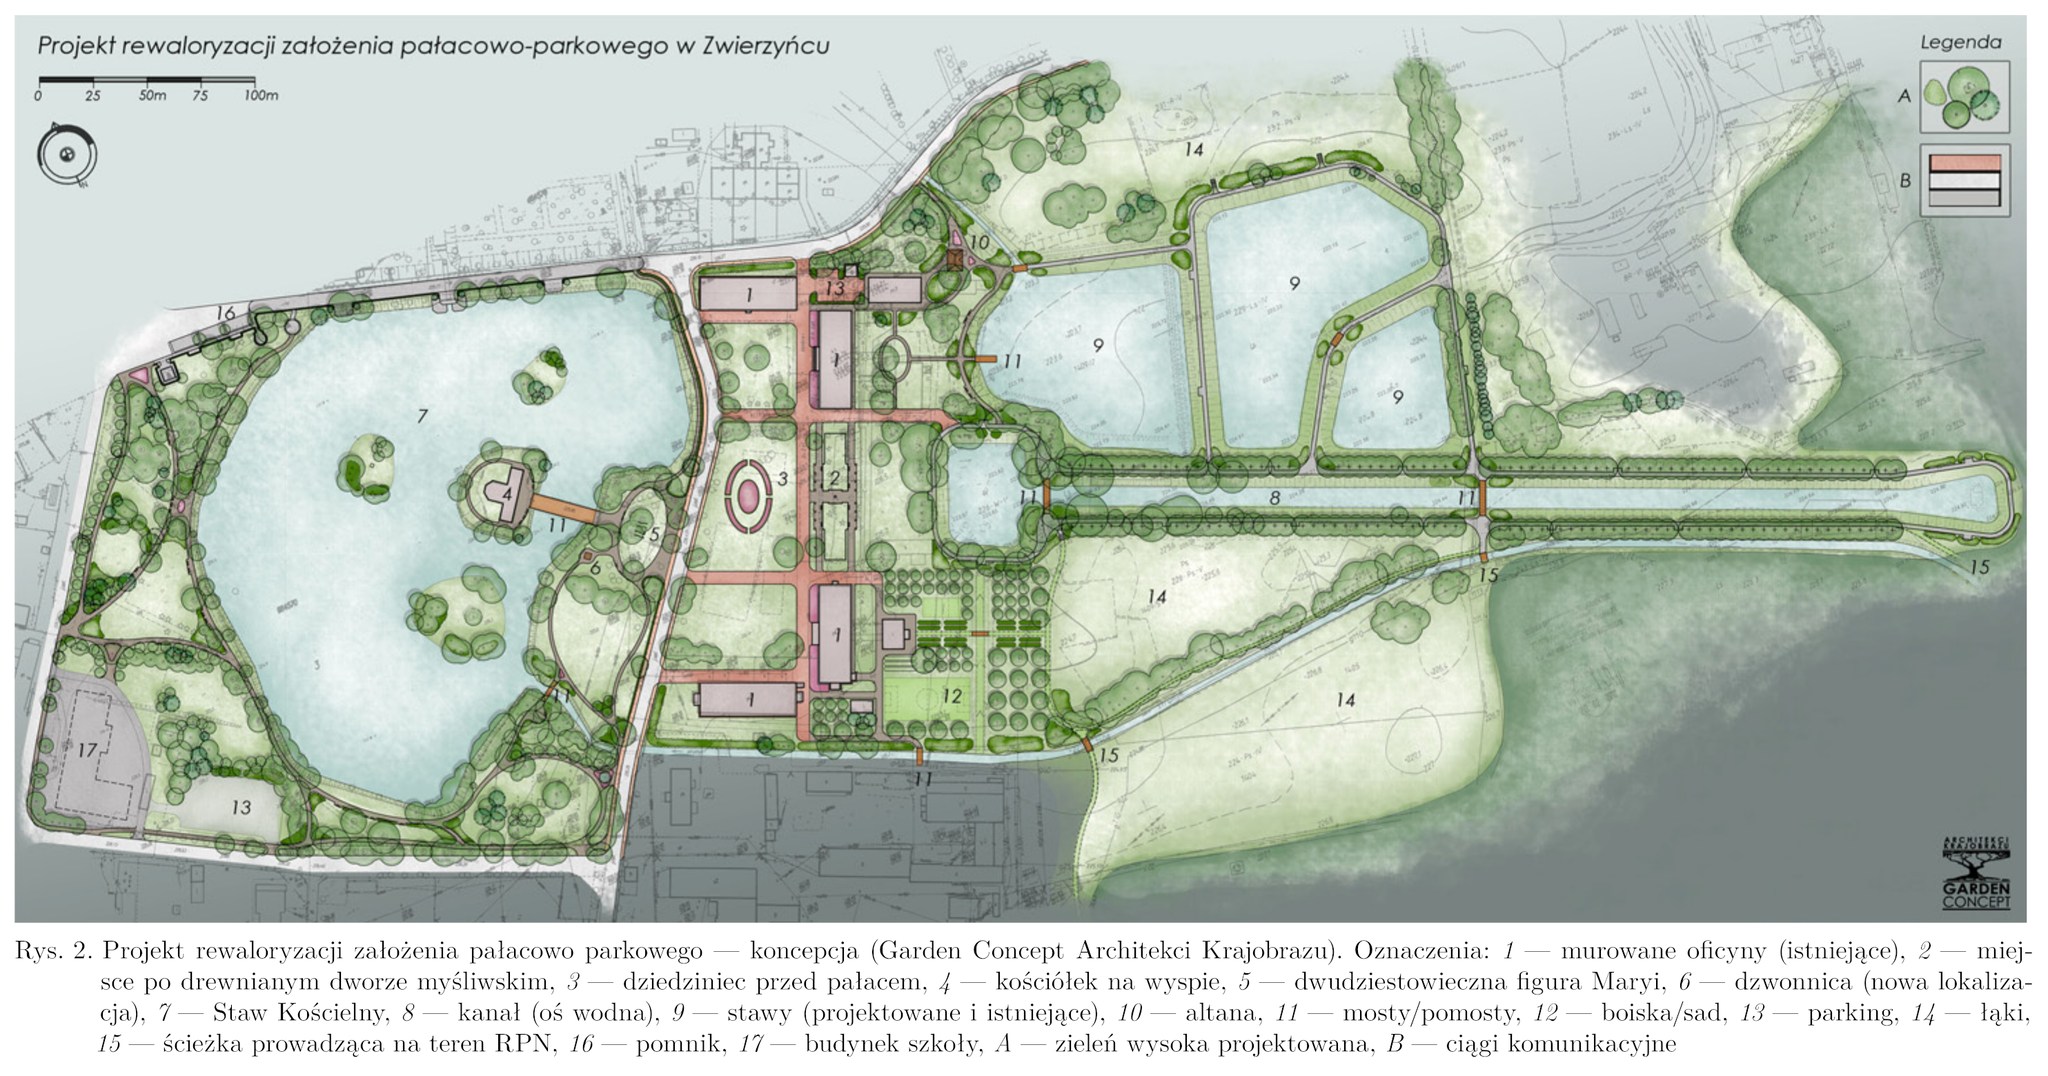 Projekt rewaloryzacji założenia pałacowo-parkowego w Zwierzyńcu
0 25 50m 75 100m
N
Legenda
A
B
14
16
10
13
1
9
1
9
11
9
7
4
11
5
3
2
11
8
11
6
15
15
14
1
11
12
14
1
17
15
13
11
ARCHITEKCI
KRAJOBRAZU
GARDEN
CONCEPT
Rys. 2. Projekt rewaloryzacji założenia pałacowo parkowego — koncepcja (Garden Concept Architekci Krajobrazu). Oznaczenia: 1 — murowane oficyny (istniejące), 2 — miej-
sce po drewnianym dworze myśliwskim, 3 — dziedziniec przed pałacem, 4 — kościółek na wyspie, 5 — dwudziestowieczna figura Maryi, 6 — dzwonnica (nowa lokaliza-
cja), 7 — Staw Kościelny, 8 — kanał (oś wodna), 9 — stawy (projektowane i istniejące), 10 — altana, 11 — mosty/pomosty, 12 — boiska/sad, 13 — parking, 14 — łąki,
15 — ścieżka prowadząca na teren RPN, 16 — pomnik, 17 — budynek szkoły, A — zieleń wysoka projektowana, B — ciągi komunikacyjne